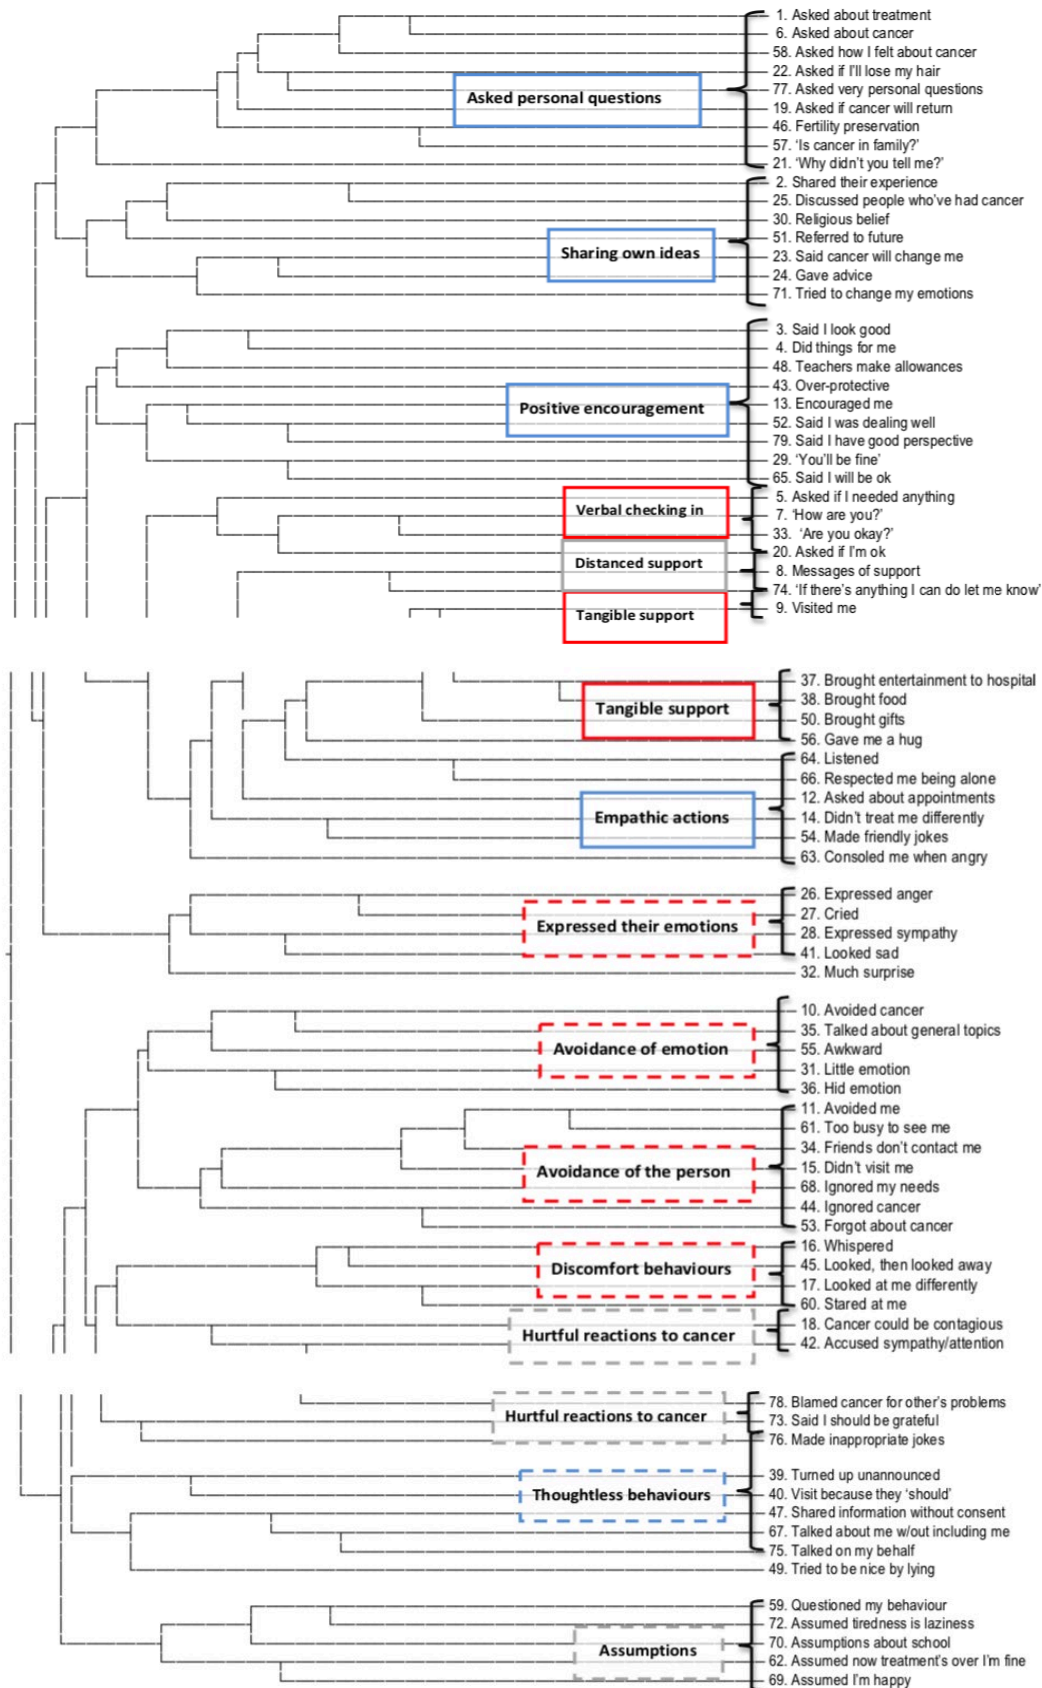 1. Asked about treatment
6. Asked about cancer
58. Asked how I felt about cancer
22. Asked if I'll lose my hair
77. Asked very personal questions
Asked personal questions
19. Asked if cancer will return
46. Fertility preservation
57. 'Is cancer in family?'
21. 'Why didn't you tell me?'
2. Shared their experience
25. Discussed people who've had cancer
30. Religious belief
51. Referred to future
Sharing own ideas
23. Said cancer will change me
24. Gave advice
71. Tried to change my emotions
3. Said I look good
4. Did things for me
48. Teachers make allowances
43. Over-protective
13. Encouraged me
Positive encouragement
52. Said I was dealing well
79. Said I have good perspective
29. 'You'll be fine'
65. Said I will be ok
5. Asked if I needed anything
Verbal checking in
7. 'How are you?'
33. 'Are you okay?'
20. Asked if I'm ok
Distanced support
8. Messages of support
74. 'If there's anything I can do let me know'
9. Visited me
Tangible support
37. Brought entertainment to hospital
38. Brought food
Tangible support
50. Brought gifts
56. Gave me a hug
64. Listened
66. Respected me being alone
12. Asked about appointments
Empathic actions
14. Didn't treat me differently
54. Made friendly jokes
63. Consoled me when angry
26. Expressed anger
27. Cried
Expressed their emotions
28. Expressed sympathy
41. Looked sad
32. Much surprise
10. Avoided cancer
35. Talked about general topics
Avoidance of emotion
55. Awkward
31. Little emotion
36. Hid emotion
11. Avoided me
61. Too busy to see me
34. Friends don't contact me
15. Didn't visit me
Avoidance of the person
68. Ignored my needs
44. Ignored cancer
53. Forgot about cancer
16. Whispered
45. Looked, then looked away
Discomfort behaviours
17. Looked at me differently
60. Stared at me
18. Cancer could be contagious
Hurtful reactions to cancer
42. Accused sympathy/attention
78. Blamed cancer for other's problems
Hurtful reactions to cancer
73. Said I should be grateful
76. Made inappropriate jokes
39. Turned up unannounced
40. Visit because they 'should'
Thoughtless behaviours
47. Shared information without consent
67. Talked about me w/out including me
75. Talked on my behalf
49. Tried to be nice by lying
59. Questioned my behaviour
72. Assumed tiredness is laziness
70. Assumptions about school
Assumptions
62. Assumed now treatment's over I'm fine
69. Assumed I'm happy